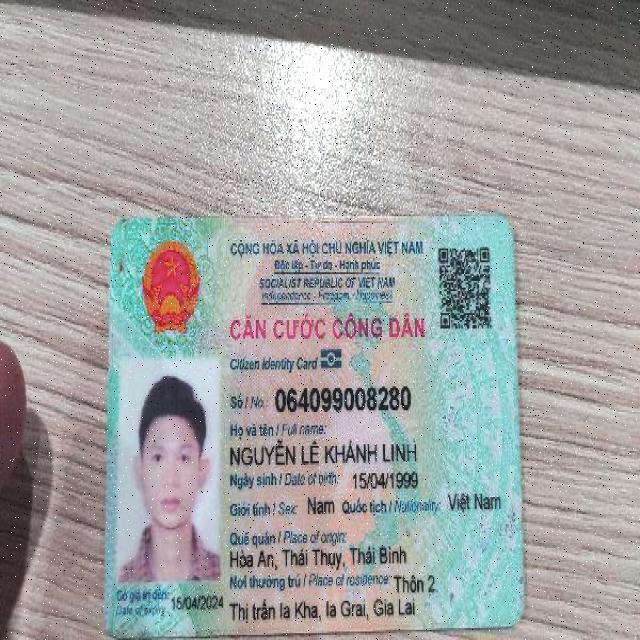 CỘNG HÒA XÃ HỘI CHỦ NGHĨA VIỆT NAM
Độc lập - Tự do - Hạnh phúc
SOCIALIST REPUBLIC OF VIET NAM
Independence - Freedom - Happiness
CĂN CƯỚC CÔNG DÂN
Citizen Identity Card
Số / No.: 064099008280
Họ và tên / Full name:
NGUYỄN LÊ KHÁNH LINH
Ngày sinh / Date of birth: 15/04/1999
Giới tính / Sex: Nam Quốc tịch / Nationality: Việt Nam
Quê quán / Place of origin:
Hòa An, Thái Thụy, Thái Bình
Nơi thường trú / Place of residence: Thôn 2
Thị trấn Ia Kha, Ia Grai, Gia Lai
Có giá trị đến: 15/04/2024
Date of expiry